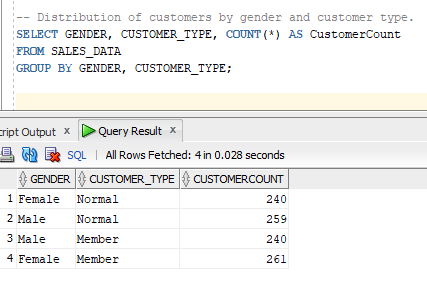 -- Distribution of customers by gender and customer type.
SELECT GENDER, CUSTOMER_TYPE, COUNT(*) AS CustomerCount
FROM SALES_DATA
GROUP BY GENDER, CUSTOMER_TYPE;
cript Output x Query Result x
SQL | All Rows Fetched: 4 in 0.028 seconds
GENDER CUSTOMER_TYPE CUSTOMERCOUNT
1 Female Normal 240
2 Male Normal 259
3 Male Member 240
4 Female Member 261